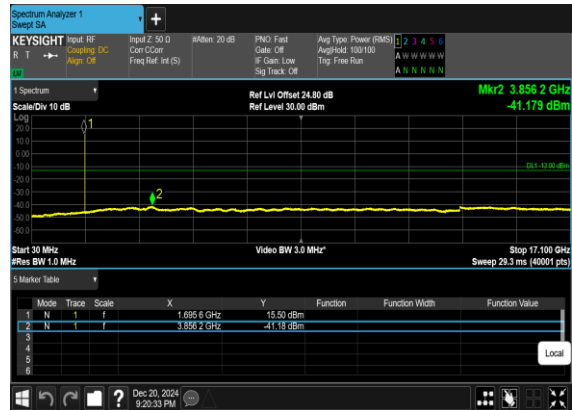 Spectrum Analyzer 1
Swept SA
+
KEYSIGHT Input: RF Input Z: 50 Ω #Atten: 20 dB PNO: Fast Avg Type: Power (RMS) 1 2 3 4 5 6
R T Coupling: DC Corr CCorr Gate: Off Avg|Hold: 100/100 A W W W W W
Align: Off Freq Ref: Int (S) IF Gain: Low Trig: Free Run
Sig Track: Off A N N N N N
LXI
1 Spectrum Ref Lvl Offset 24.80 dB Mkr2 3.856 2 GHz
Scale/Div 10 dB Ref Level 30.00 dBm -41.179 dBm
Log
1
20.0
10.0
0.00
-10.0
DL1 -13.00 dBm
-20.0
-30.0
2
-40.0
-50.0
-60.0
Start 30 MHz Video BW 3.0 MHz* Stop 17.100 GHz
#Res BW 1.0 MHz Sweep 29.3 ms (40001 pts)
5 Marker Table
Mode Trace Scale X Y Function Function Width Function Value
1 N 1 f 1.695 6 GHz 15.50 dBm
2 N 1 f 3.856 2 GHz -41.18 dBm
3
4
5
6
Local
? Dec 20, 2024
9:20:33 PM